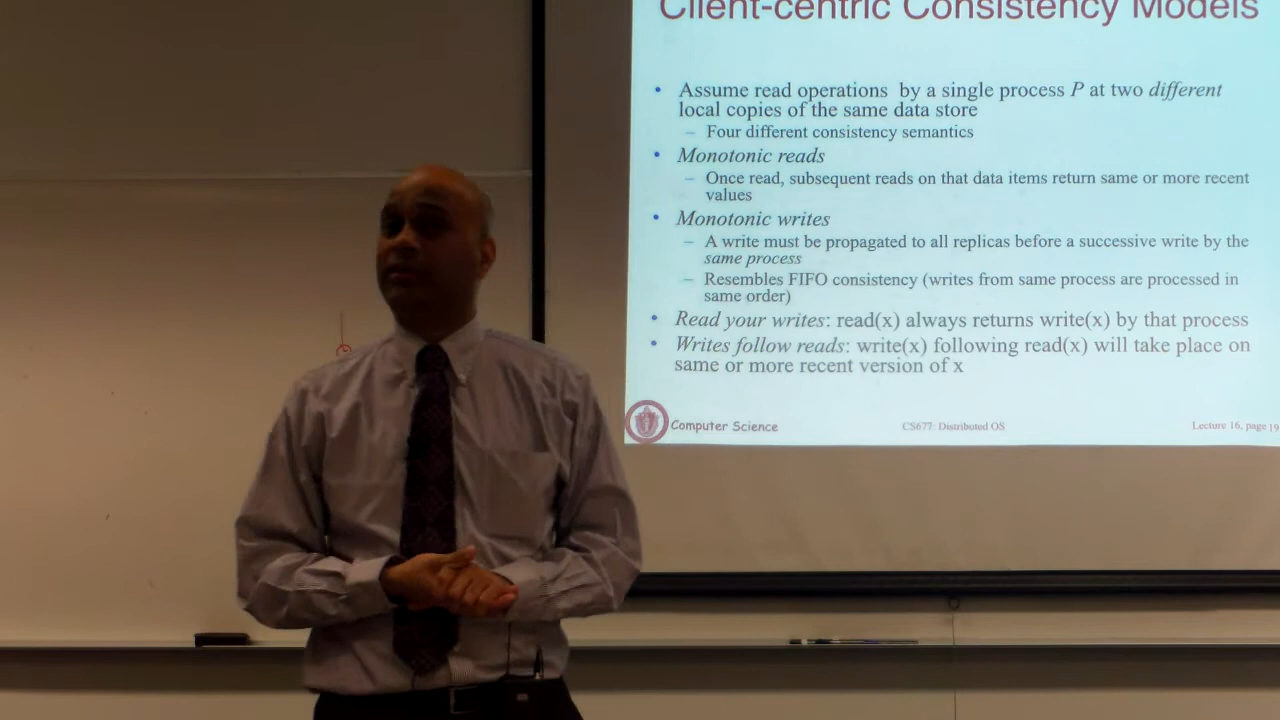 Client-centric Consistency Models
• Assume read operations by a single process P at two different
local copies of the same data store
– Four different consistency semantics
• Monotonic reads
– Once read, subsequent reads on that data items return same or more recent
values
• Monotonic writes
– A write must be propagated to all replicas before a successive write by the
same process
– Resembles FIFO consistency (writes from same process are processed in
same order)
• Read your writes: read(x) always returns write(x) by that process
• Writes follow reads: write(x) following read(x) will take place on
same or more recent version of x
Computer Science
CS677: Distributed OS
Lecture 16, page 19